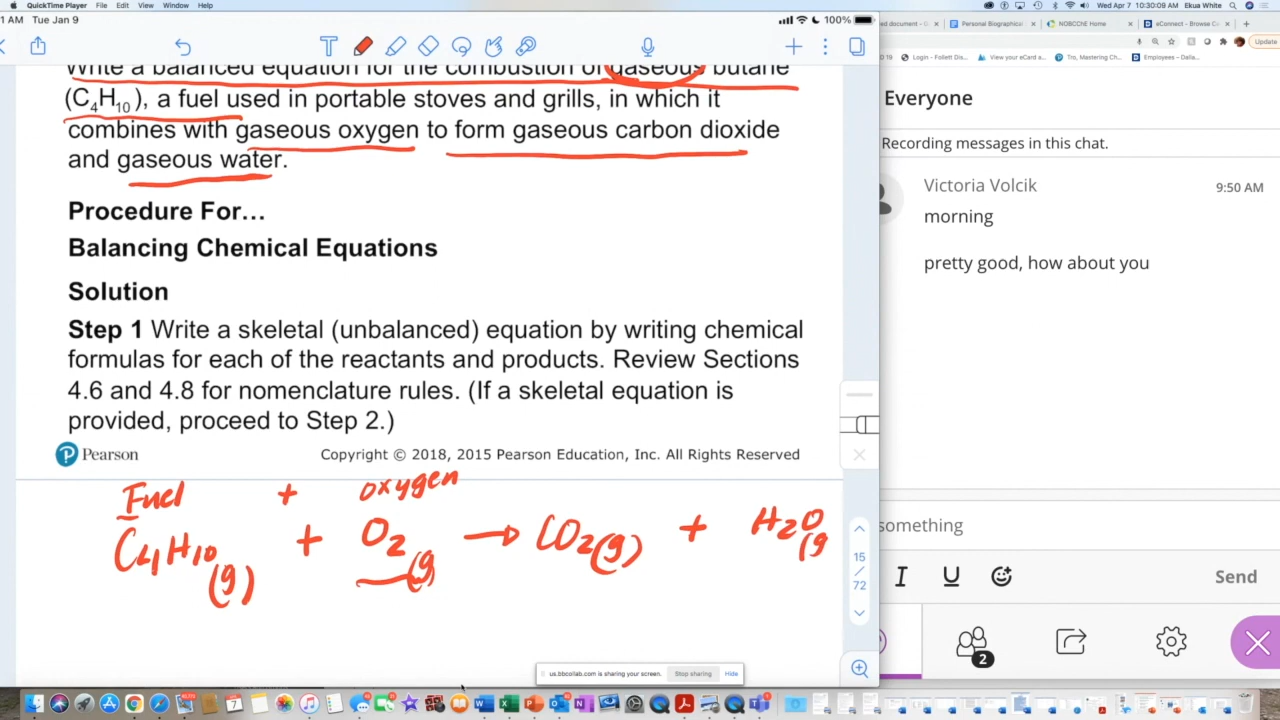 QuickTime Player File Edit View Window Help
Wed Apr 7 10:30:09 AM Ekua White
1 AM Tue Jan 9
100%
Personal Biographical
NOBCChE Home
eConnect - Browse C
Update
D 19
Login - Follett Dis...
View your eCard a...
Tro, Mastering Ch...
Employees - Dalla...
Write a balanced equation for the combustion of gaseous butane
(C4H10), a fuel used in portable stoves and grills, in which it
combines with gaseous oxygen to form gaseous carbon dioxide
and gaseous water.
Procedure For…
Balancing Chemical Equations
Solution
Step 1 Write a skeletal (unbalanced) equation by writing chemical
formulas for each of the reactants and products. Review Sections
4.6 and 4.8 for nomenclature rules. (If a skeletal equation is
provided, proceed to Step 2.)
Pearson
Copyright © 2018, 2015 Pearson Education, Inc. All Rights Reserved
Fuel + oxygen
C4H10(g) + O2(g) → CO2(g) + H2O(g
15
/
72
us.bbcollab.com is sharing your screen. Stop sharing Hide
Everyone
Recording messages in this chat.
Victoria Volcik 9:50 AM
morning
pretty good, how about you
something
I U Send
2